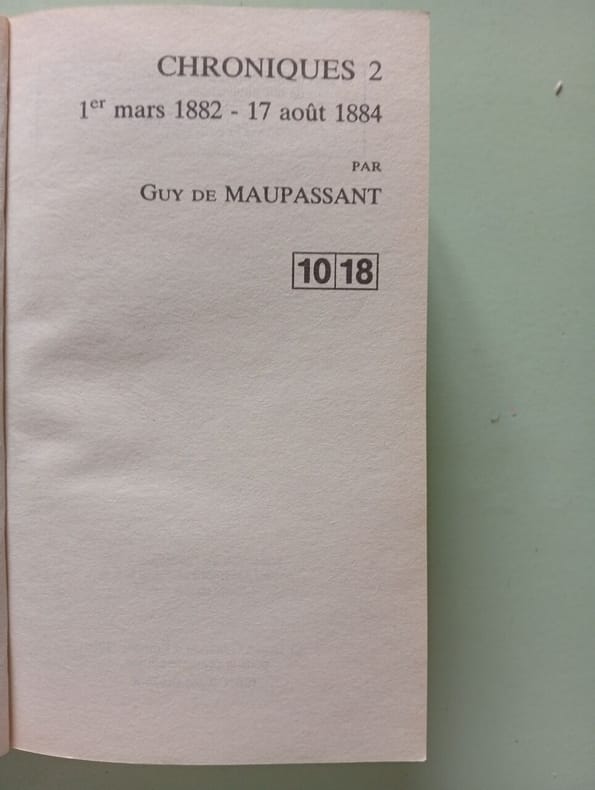 CHRONIQUES 2
1er mars 1882 - 17 août 1884
PAR
GUY DE MAUPASSANT
10 18